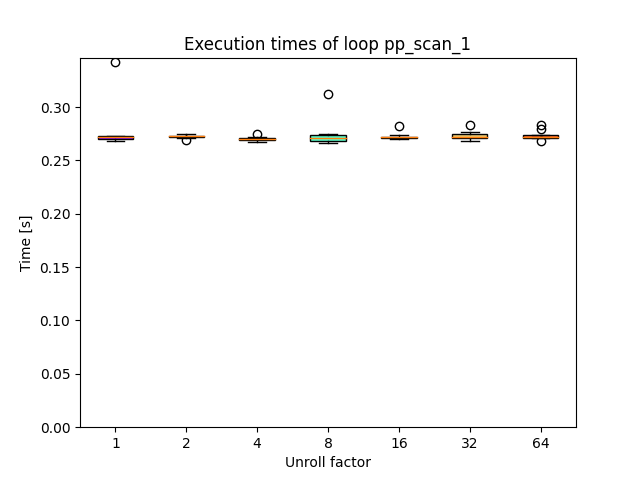 Execution times of loop pp_scan_1
0.30
0.25
0.20
0.15
0.10
0.05
0.00
Time [s]
1 2 4 8 16 32 64
Unroll factor